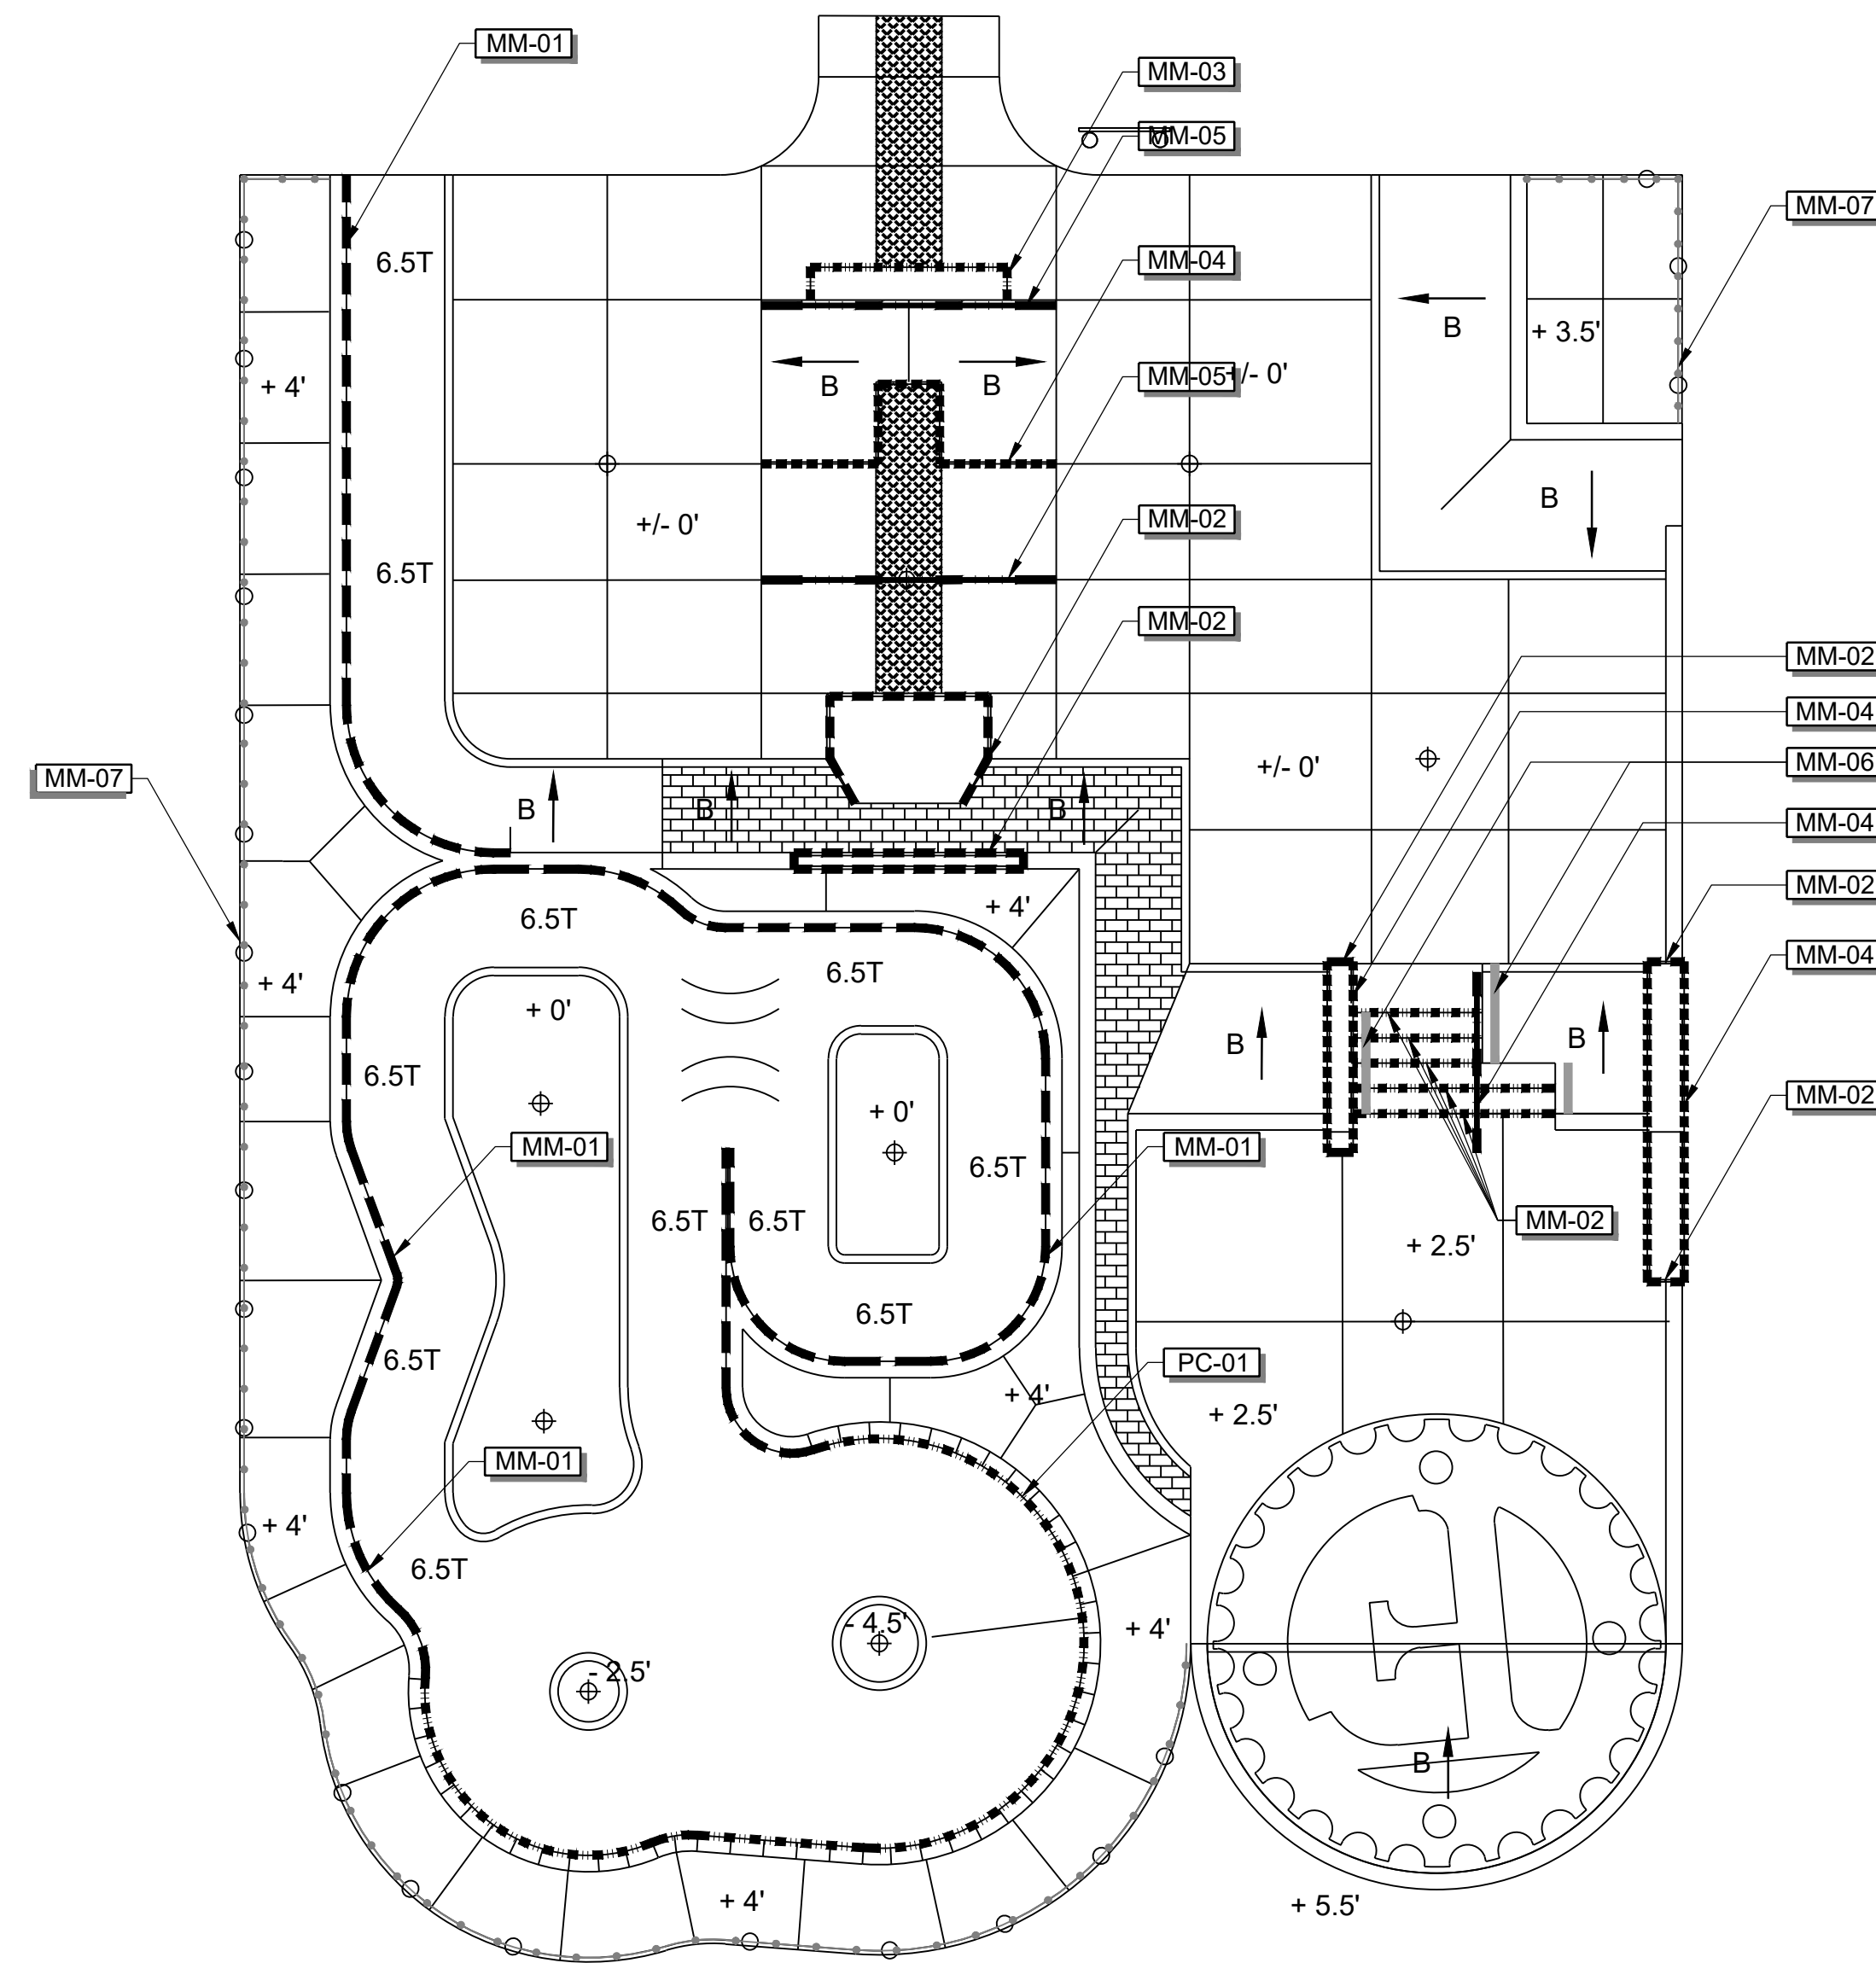 MM-01
MM-03
MM-05
MM-07
6.5T
MM-04
B
+ 3.5'
B B
MM-05
+/- 0'
+ 4'
B
MM-02
+/- 0'
6.5T
MM-02
MM-02
MM-04
MM-06
+/- 0'
MM-07
B B B
MM-04
MM-02
+ 4'
6.5T
MM-04
6.5T
+ 4'
+ 0'
B B
6.5T
MM-02
+ 0'
MM-01
MM-01
6.5T
6.5T 6.5T
MM-02
+ 2.5'
6.5T
6.5T
PC-01
+ 4'
+ 2.5'
MM-01
+ 4'
6.5T
- 4.5'
+ 4'
- 2.5'
B
+ 4'
+ 5.5'